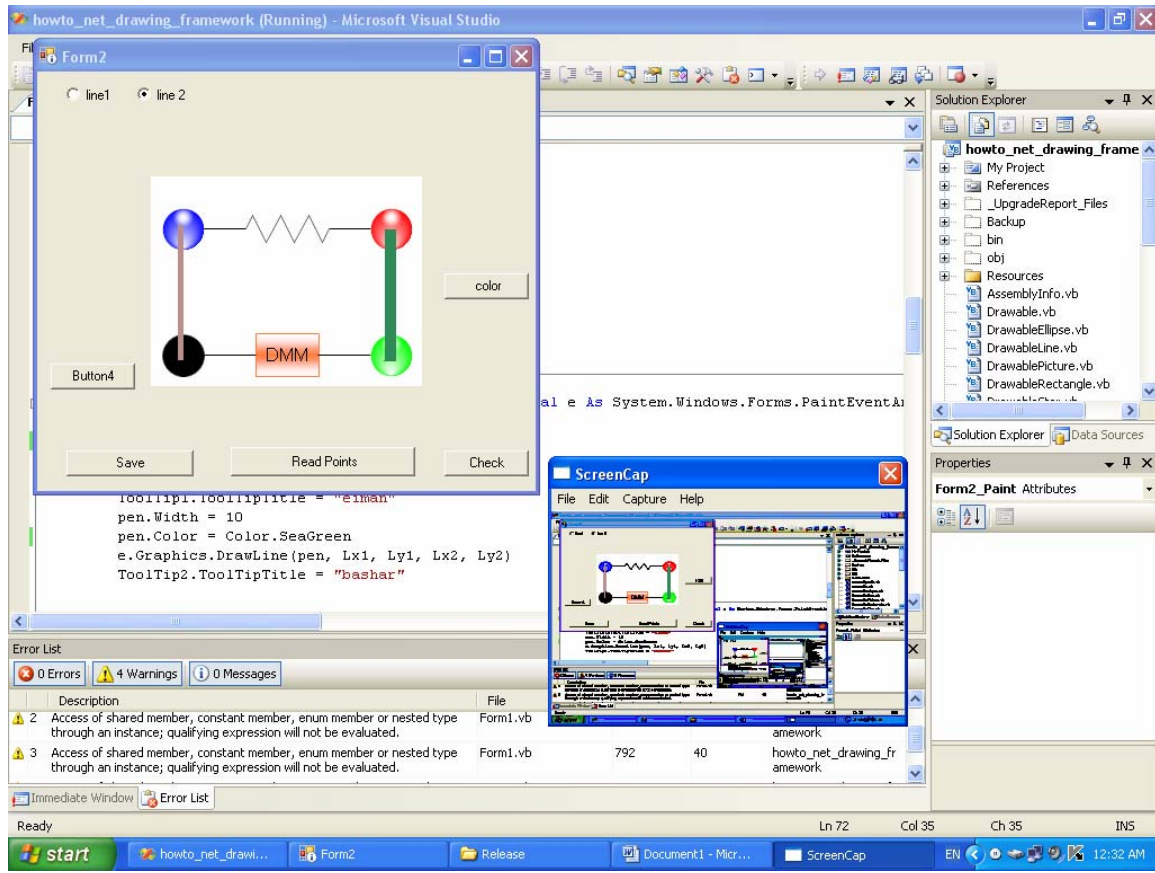 howto_net_drawing_framework (Running) - Microsoft Visual Studio
Form2
line1
line 2
color
DMM
Button4
Save
Read Points
Check
al e As System.Windows.Forms.PaintEventAr
ToolTip1.ToolTipTitle = "eiman"
pen.Width = 10
pen.Color = Color.SeaGreen
e.Graphics.DrawLine(pen, Lx1, Ly1, Lx2, Ly2)
ToolTip2.ToolTipTitle = "bashar"
Solution Explorer
howto_net_drawing_frame
My Project
References
_UpgradeReport_Files
Backup
bin
obj
Resources
AssemblyInfo.vb
Drawable.vb
DrawableEllipse.vb
DrawableLine.vb
DrawablePicture.vb
DrawableRectangle.vb
Solution Explorer
Data Sources
Properties
Form2_Paint Attributes
ScreenCap
File Edit Capture Help
Error List
0 Errors
4 Warnings
0 Messages
Description File
2 Access of shared member, constant member, enum member or nested type Form1.vb
through an instance; qualifying expression will not be evaluated. amework
3 Access of shared member, constant member, enum member or nested type Form1.vb 792 40 howto_net_drawing_fr
through an instance; qualifying expression will not be evaluated. amework
Immediate Window
Error List
Ready Ln 72 Col 35 Ch 35 INS
start howto_net_drawi... Form2 Release Document1 - Micr... ScreenCap EN 12:32 AM